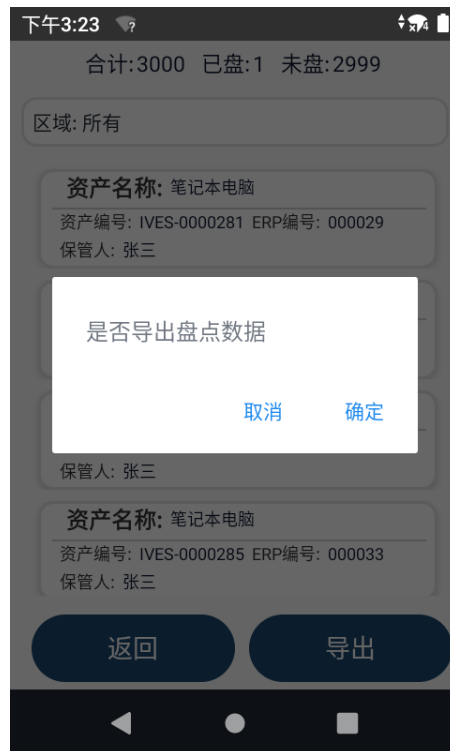 下午3:23
合计:3000 已盘:1 未盘:2999
区域: 所有
资产名称: 笔记本电脑
资产编号: IVES-0000281 ERP编号: 000029
保管人: 张三
是否导出盘点数据
取消 确定
保管人: 张三
资产名称: 笔记本电脑
资产编号: IVES-0000285 ERP编号: 000033
保管人: 张三
返回 导出